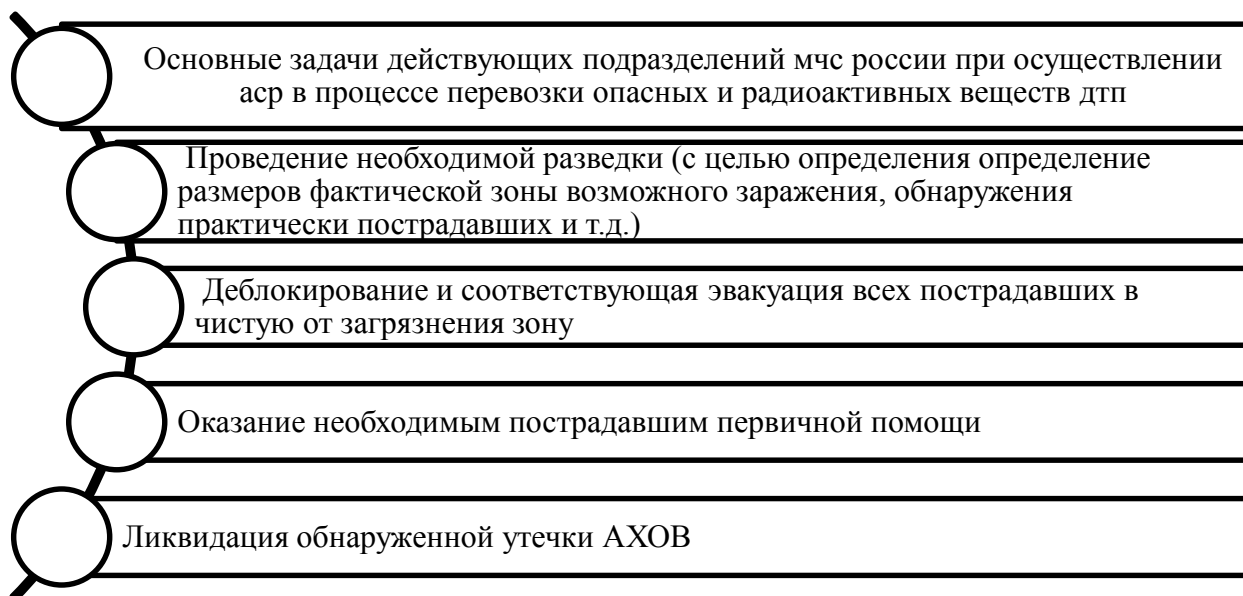 Основные задачи действующих подразделений мчс россии при осуществлении
аср в процессе перевозки опасных и радиоактивных веществ дтп
Проведение необходимой разведки (с целью определения определение
размеров фактической зоны возможного заражения, обнаружения
практически пострадавших и т.д.)
Деблокирование и соответствующая эвакуация всех пострадавших в
чистую от загрязнения зону
Оказание необходимым пострадавшим первичной помощи
Ликвидация обнаруженной утечки АХОВ